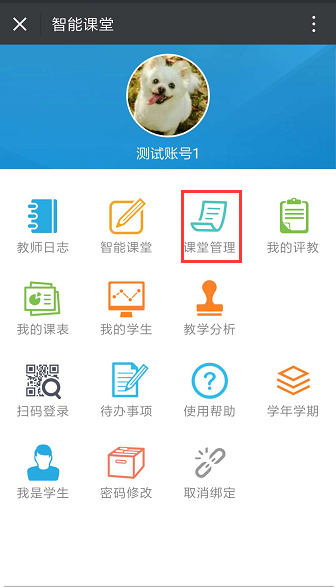 智能课堂
测试账号1
教师日志 智能课堂 课堂管理 我的评教
我的课表 我的学生 教学分析
扫码登录 待办事项 使用帮助 学年学期
我是学生 密码修改 取消绑定